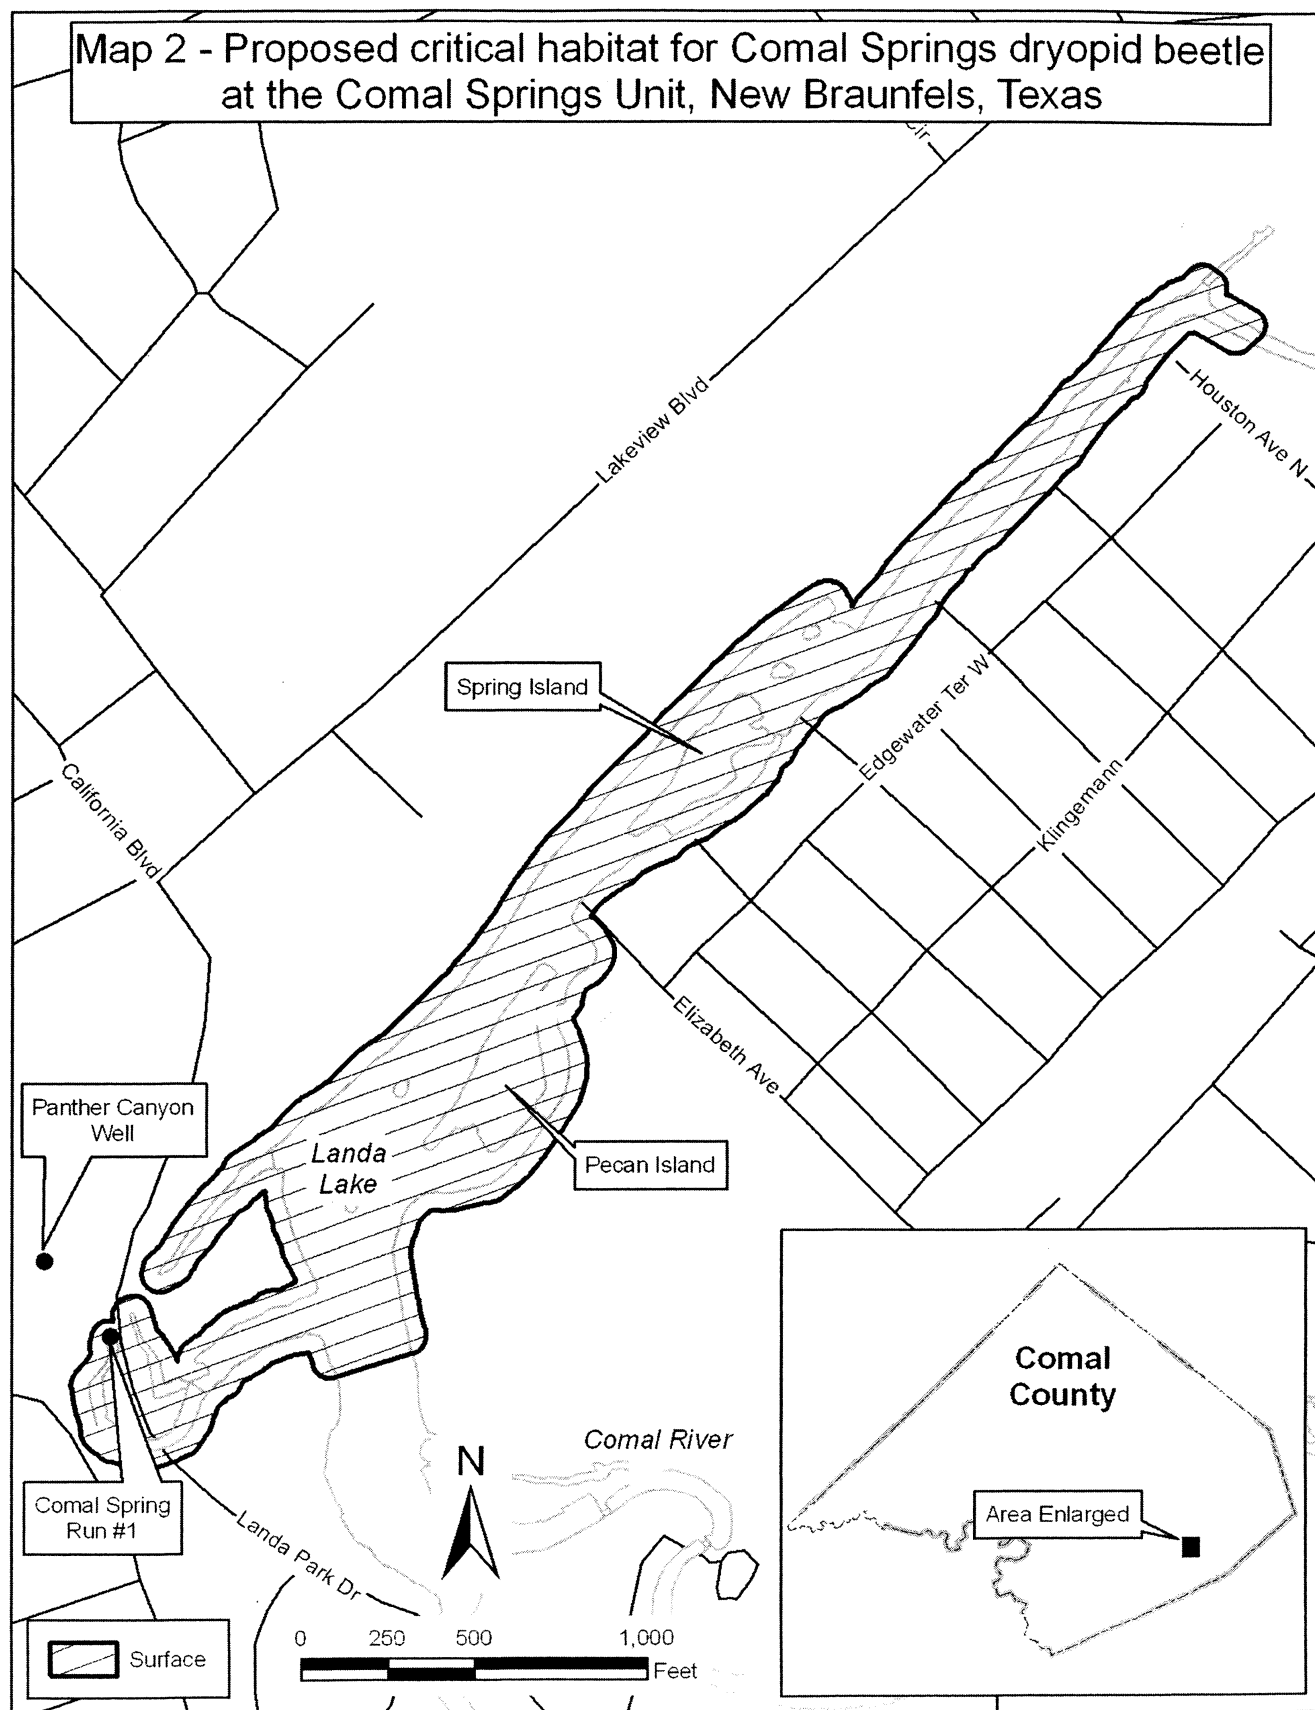 Map 2 - Proposed critical habitat for Comal Springs dryopid beetle
at the Comal Springs Unit, New Braunfels, Texas
Cir
Lakeview Blvd
Houston Ave N
Spring Island
Edgewater Ter W
California Blvd
Klingemann
Elizabeth Ave
Panther Canyon
Well
Landa
Lake
Pecan Island
Comal
County
Comal River
N
Area Enlarged
Comal Spring
Run #1
Landa Park Dr
Surface
0 250 500 1,000
Feet